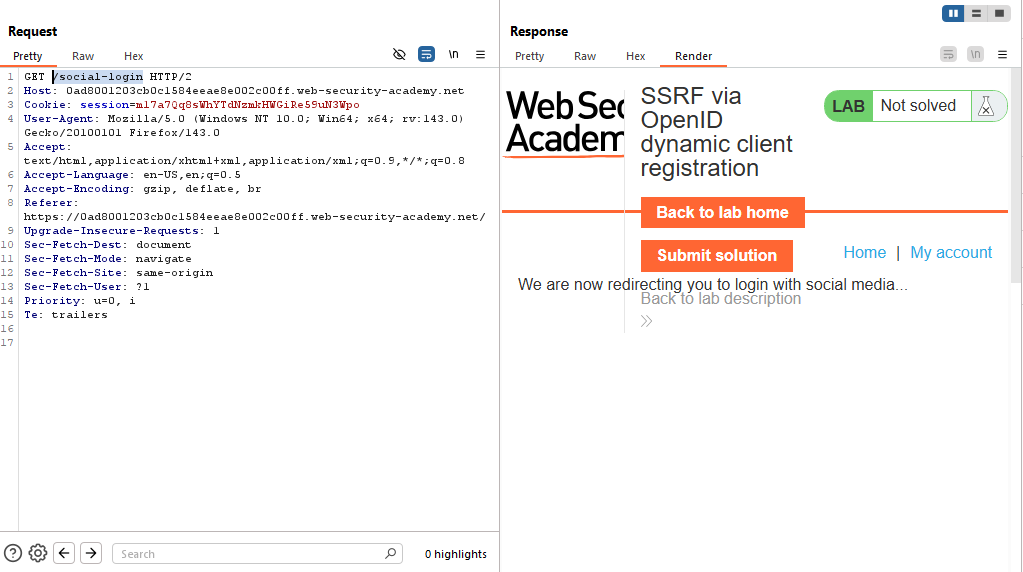 Request
Pretty Raw Hex \n
1 GET /social-login HTTP/2
2 Host: 0ad8001203cb0c1584eeae8e002c00ff.web-security-academy.net
3 Cookie: session=ml7a7Qq8sWhYTdNzmkHWGiRe59uN3Wpo
4 User-Agent: Mozilla/5.0 (Windows NT 10.0; Win64; x64; rv:143.0)
Gecko/20100101 Firefox/143.0
5 Accept:
text/html,application/xhtml+xml,application/xml;q=0.9,*/*;q=0.8
6 Accept-Language: en-US,en;q=0.5
7 Accept-Encoding: gzip, deflate, br
8 Referer:
https://0ad8001203cb0c1584eeae8e002c00ff.web-security-academy.net/
9 Upgrade-Insecure-Requests: 1
10 Sec-Fetch-Dest: document
11 Sec-Fetch-Mode: navigate
12 Sec-Fetch-Site: same-origin
13 Sec-Fetch-User: ?1
14 Priority: u=0, i
15 Te: trailers
16
17
Search
0 highlights
Response
Pretty Raw Hex Render \n
Web Sec
Academ
SSRF via
OpenID
dynamic client
registration
LAB Not solved
Back to lab home
Submit solution
Home | My account
We are now redirecting you to login with social media...
Back to lab description